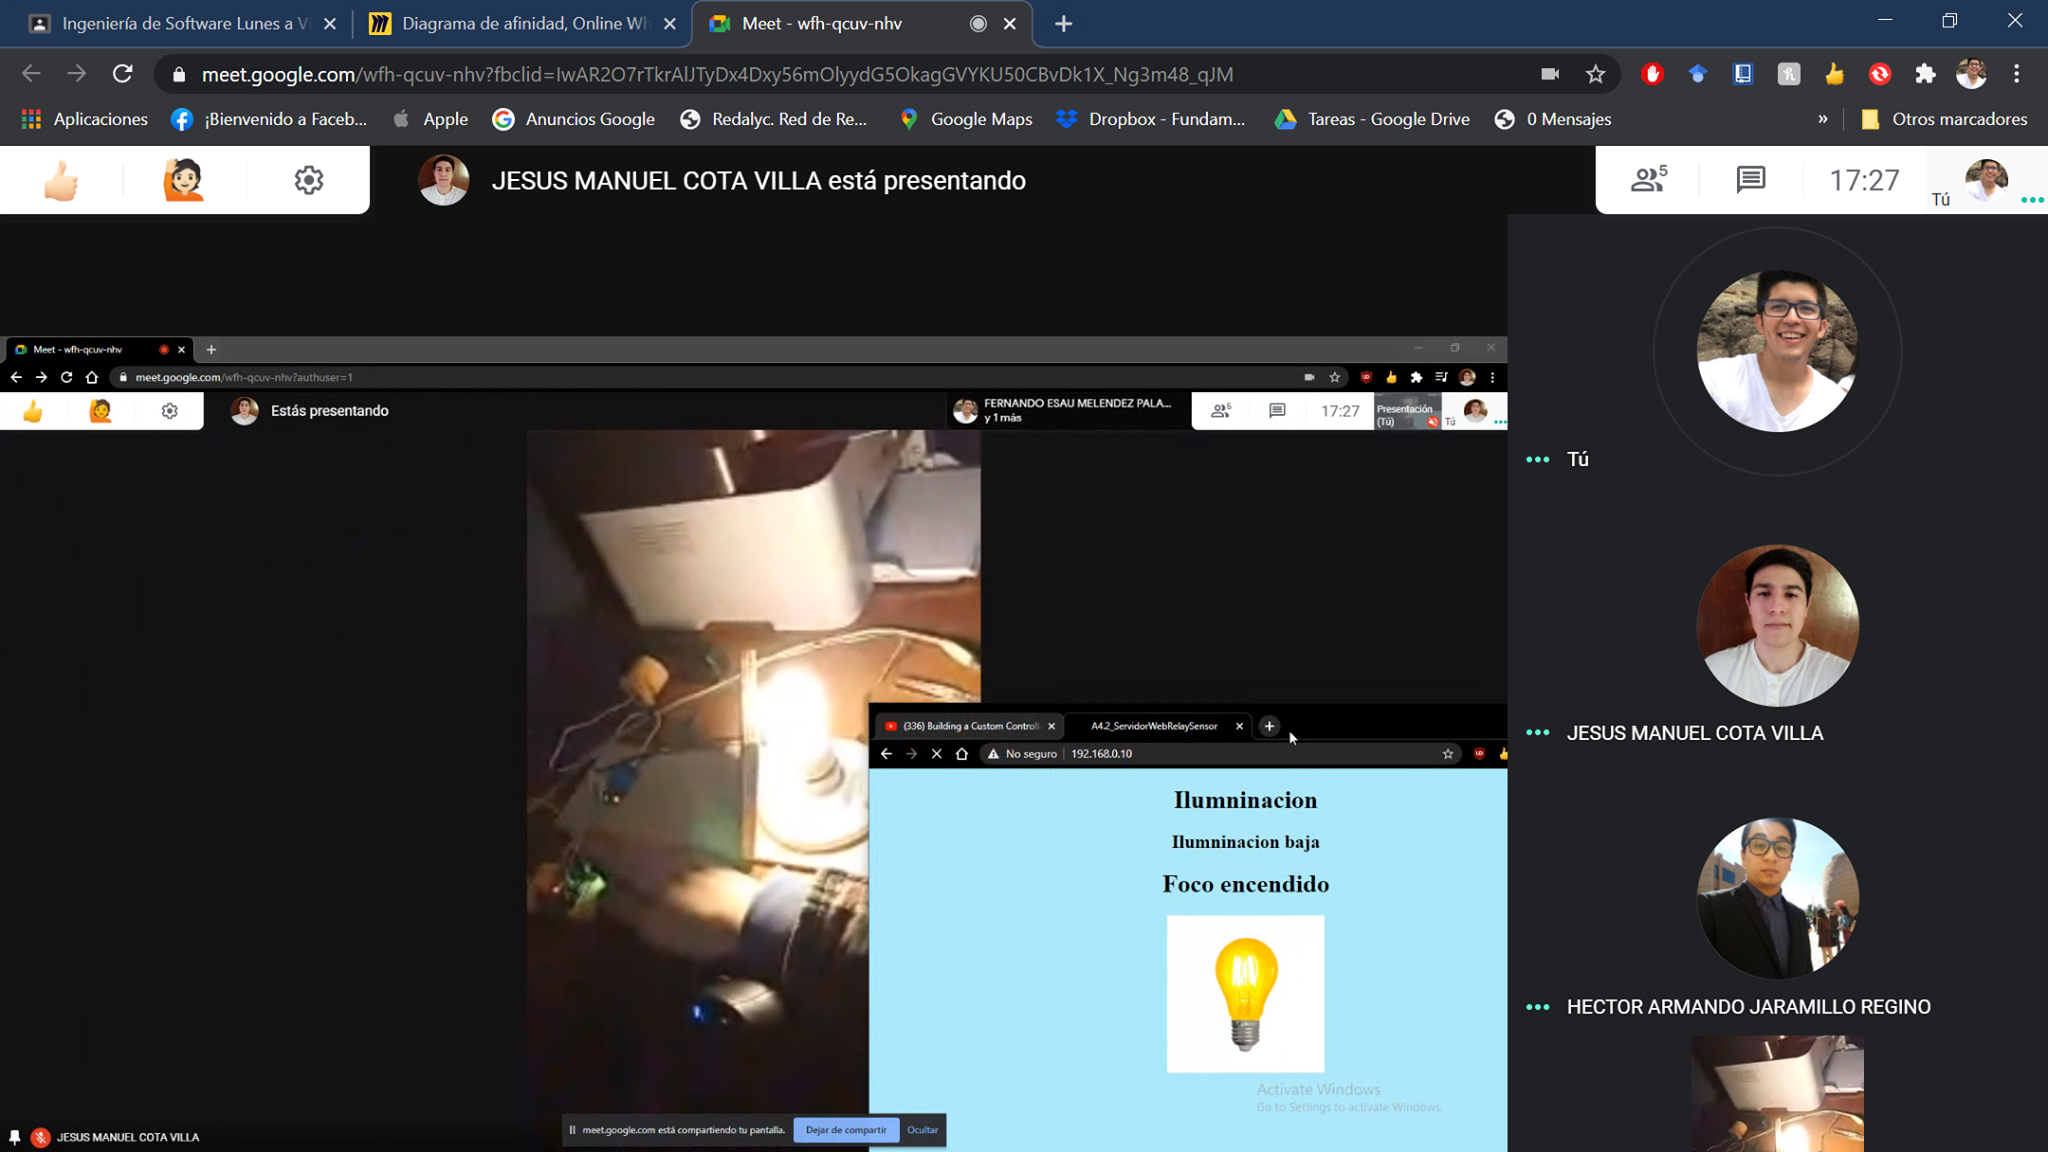 Ingeniería de Software Lunes a Vi
Diagrama de afinidad, Online Wh
Meet - wfh-qcuv-nhv
meet.google.com/wfh-qcuv-nhv?fbclid=IwAR2O7rTkrAlJTyDx4Dxy56mOlyydG5OkagGVYKU50CBvDk1X_Ng3m48_qJM
Aplicaciones
¡Bienvenido a Faceb...
Apple
Anuncios Google
Redalyc. Red de Re...
Google Maps
Dropbox - Fundam...
Tareas - Google Drive
0 Mensajes
»
Otros marcadores
JESUS MANUEL COTA VILLA está presentando
5
17:27
Tú
Meet - wfh-qcuv-nhv
meet.google.com/wfh-qcuv-nhv?authuser=1
Estás presentando
FERNANDO ESAU MELENDEZ PALA...
y 1 más
5
17:27
Presentación
(Tú)
Tú
(336) Building a Custom Control
A4.2_ServidorWebRelaySensor
No seguro
192.168.0.10
Ilumninacion
Ilumninacion baja
Foco encendido
Activate Windows
Go to Settings to activate Windows.
meet.google.com está compartiendo tu pantalla.
Dejar de compartir
Ocultar
JESUS MANUEL COTA VILLA
Tú
JESUS MANUEL COTA VILLA
HECTOR ARMANDO JARAMILLO REGINO